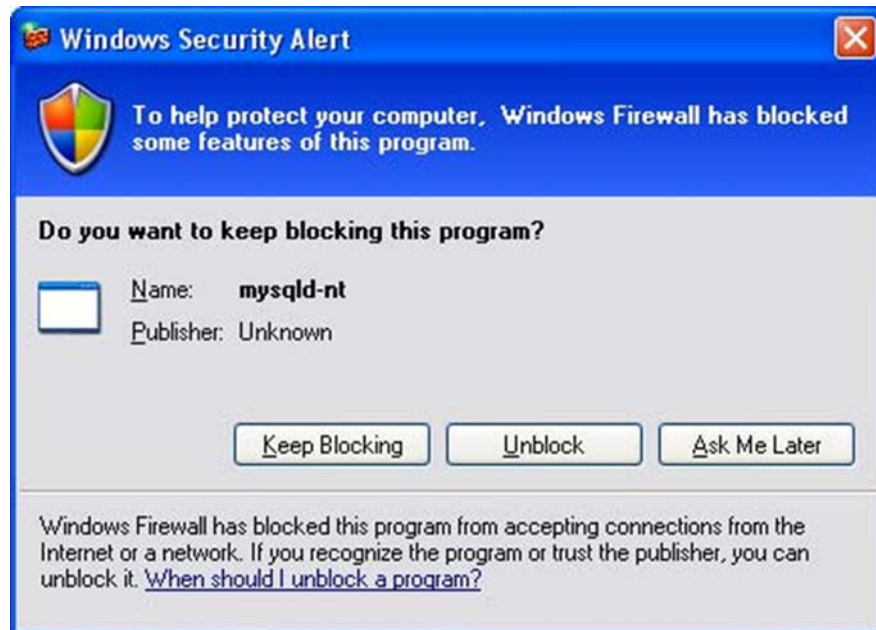 Windows Security Alert
To help protect your computer, Windows Firewall has blocked
some features of this program.
Do you want to keep blocking this program?
Name: mysqld-nt
Publisher: Unknown
Keep Blocking Unblock Ask Me Later
Windows Firewall has blocked this program from accepting connections from the
Internet or a network. If you recognize the program or trust the publisher, you can
unblock it. When should I unblock a program?